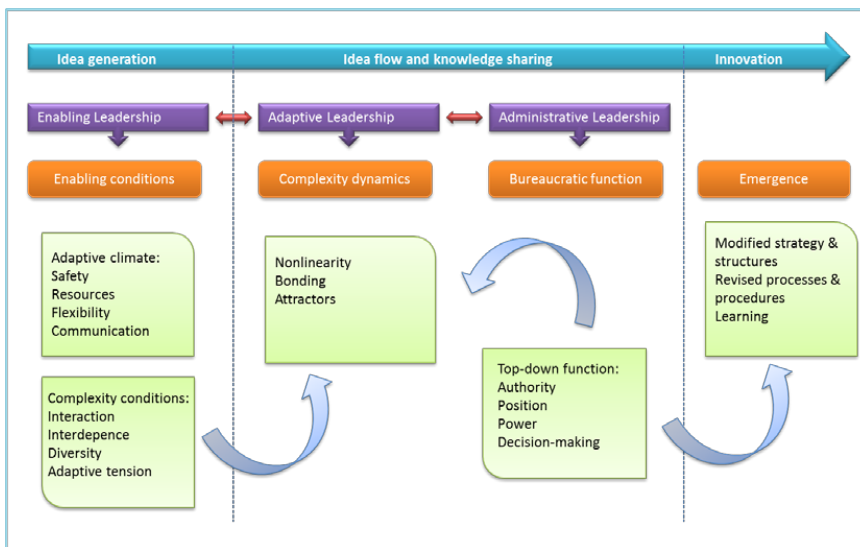 Idea generation
Idea flow and knowledge sharing
Innovation
Enabling Leadership
Adaptive Leadership
Administrative Leadership
Enabling conditions
Complexity dynamics
Bureaucratic function
Emergence
Adaptive climate:
Safety
Resources
Flexibility
Communication
Complexity conditions:
Interaction
Interdepence
Diversity
Adaptive tension
Nonlinearity
Bonding
Attractors
Top-down function:
Authority
Position
Power
Decision-making
Modified strategy &
structures
Revised processes &
procedures
Learning